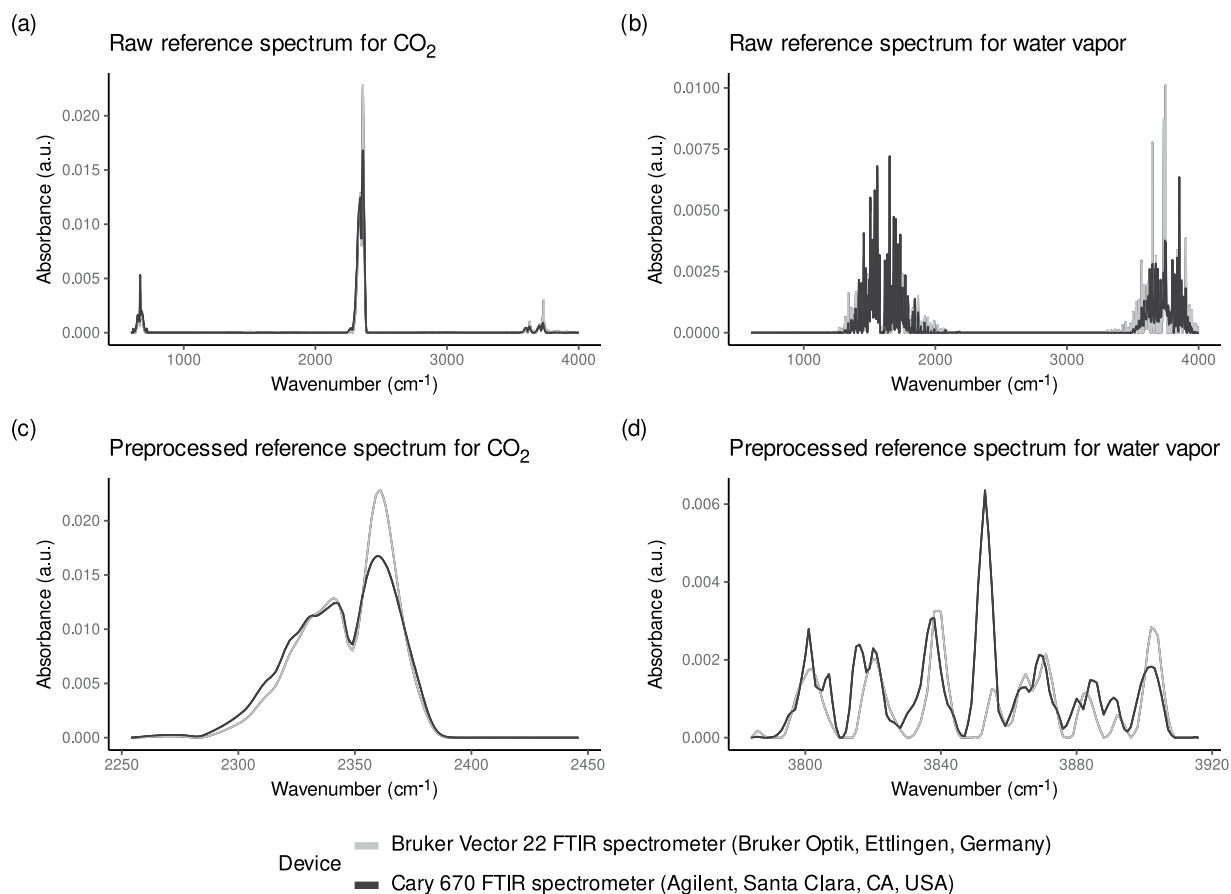 (a)
Raw reference spectrum for CO₂
Absorbance (a.u.)
0.020
0.015
0.010
0.005
0.000
1000 2000 3000 4000
Wavenumber (cm⁻¹)
(b)
Raw reference spectrum for water vapor
Absorbance (a.u.)
0.0100
0.0075
0.0050
0.0025
0.0000
1000 2000 3000 4000
Wavenumber (cm⁻¹)
(c)
Preprocessed reference spectrum for CO₂
Absorbance (a.u.)
0.020
0.015
0.010
0.005
0.000
2250 2300 2350 2400 2450
Wavenumber (cm⁻¹)
(d)
Preprocessed reference spectrum for water vapor
Absorbance (a.u.)
0.006
0.004
0.002
0.000
3800 3840 3880 3920
Wavenumber (cm⁻¹)
Device
Bruker Vector 22 FTIR spectrometer (Bruker Optik, Ettlingen, Germany)
Cary 670 FTIR spectrometer (Agilent, Santa Clara, CA, USA)